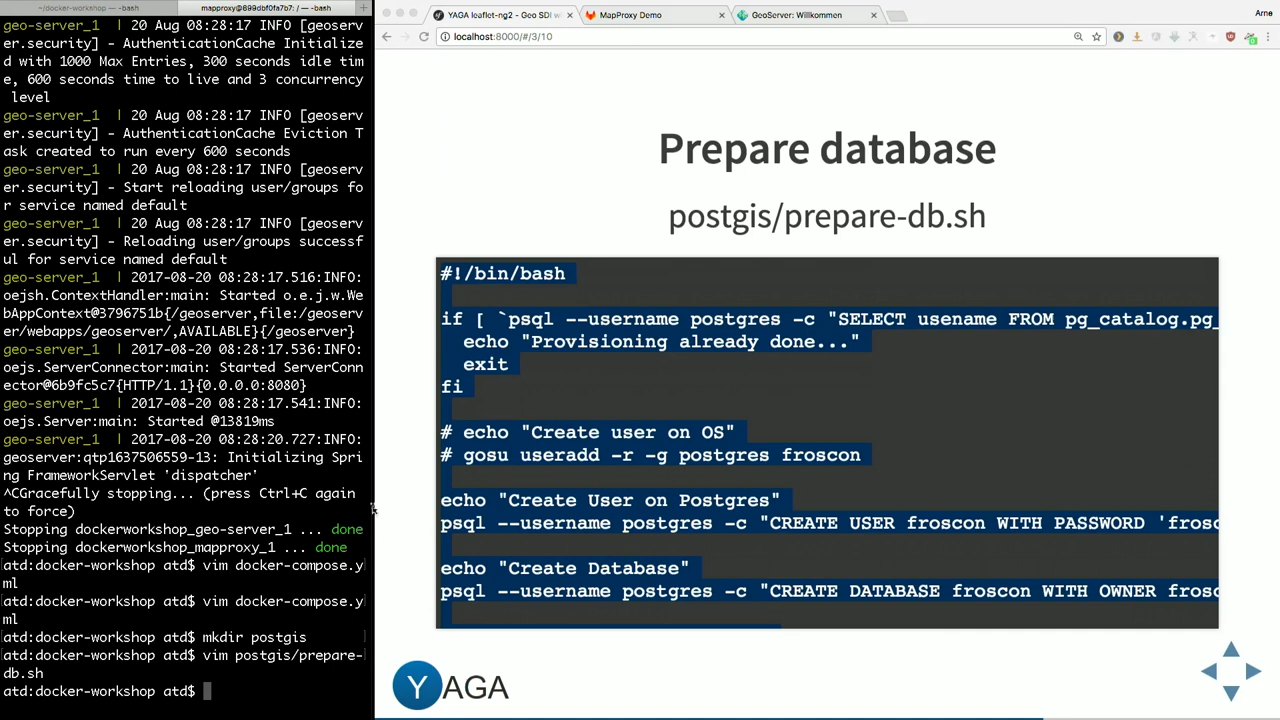 ~/docker-workshop — -bash
mapproxy@899dbf0fa7b7: / — -bash
geo-server_1  | 20 Aug 08:28:17 INFO [geoserv
er.security] - AuthenticationCache Initialize
d with 1000 Max Entries, 300 seconds idle tim
e, 600 seconds time to live and 3 concurrency
level
geo-server_1  | 20 Aug 08:28:17 INFO [geoserv
er.security] - AuthenticationCache Eviction T
ask created to run every 600 seconds
geo-server_1  | 20 Aug 08:28:17 INFO [geoserv
er.security] - Start reloading user/groups fo
r service named default
geo-server_1  | 20 Aug 08:28:17 INFO [geoserv
er.security] - Reloading user/groups successf
ul for service named default
geo-server_1  | 2017-08-20 08:28:17.516:INFO:
oejsh.ContextHandler:main: Started o.e.j.w.We
bAppContext@3796751b{/geoserver,file:/geoserv
er/webapps/geoserver/,AVAILABLE}{/geoserver}
geo-server_1  | 2017-08-20 08:28:17.536:INFO:
oejs.ServerConnector:main: Started ServerConn
ector@6b9fc5c7{HTTP/1.1}{0.0.0.0:8080}
geo-server_1  | 2017-08-20 08:28:17.541:INFO:
oejs.Server:main: Started @13819ms
geo-server_1  | 2017-08-20 08:28:20.727:INFO:
geoserver:qtp1637506559-13: Initializing Spri
ng FrameworkServlet 'dispatcher'
^CGracefully stopping... (press Ctrl+C again
to force)
Stopping dockerworkshop_geo-server_1 ... done
Stopping dockerworkshop_mapproxy_1 ... done
atd:docker-workshop atd$ vim docker-compose.y
ml
atd:docker-workshop atd$ vim docker-compose.y
ml
atd:docker-workshop atd$ mkdir postgis
atd:docker-workshop atd$ vim postgis/prepare-
db.sh
atd:docker-workshop atd$
YAGA leaflet-ng2 - Geo SDI wi
MapProxy Demo
GeoServer: Willkommen
Arne
localhost:8000/#/3/10
Prepare database
postgis/prepare-db.sh
#!/bin/bash
if [ `psql --username postgres -c "SELECT usename FROM pg_catalog.pg_
echo "Provisioning already done..."
exit
fi
# echo "Create user on OS"
# gosu useradd -r -g postgres froscon
echo "Create User on Postgres"
psql --username postgres -c "CREATE USER froscon WITH PASSWORD 'frosc
echo "Create Database"
psql --username postgres -c "CREATE DATABASE froscon WITH OWNER frosc
YAGA